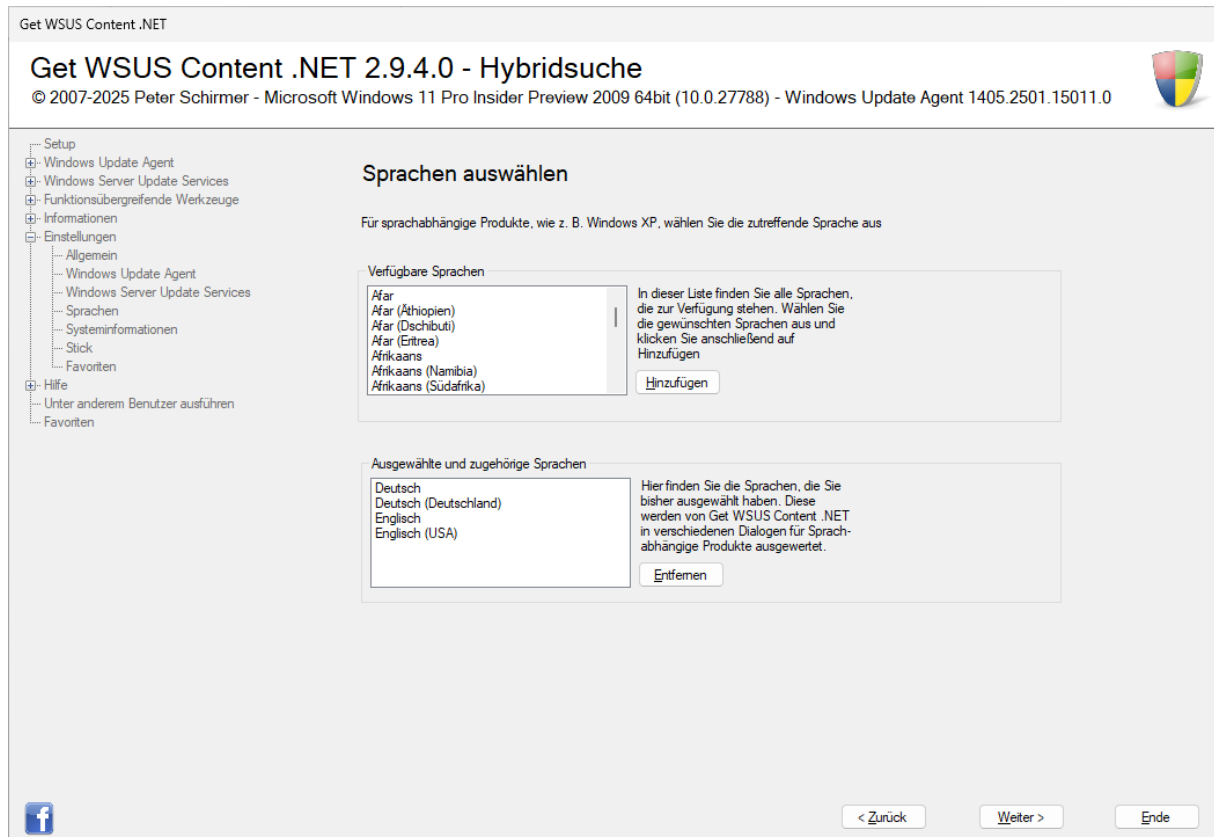 Get WSUS Content .NET
Get WSUS Content .NET 2.9.4.0 - Hybridsuche
© 2007-2025 Peter Schirmer - Microsoft Windows 11 Pro Insider Preview 2009 64bit (10.0.27788) - Windows Update Agent 1405.2501.15011.0
Setup
Windows Update Agent
Windows Server Update Services
Funktionsübergreifende Werkzeuge
Informationen
Einstellungen
Allgemein
Windows Update Agent
Windows Server Update Services
Sprachen
Systeminformationen
Stick
Favoriten
Hilfe
Unter anderem Benutzer ausführen
Favoriten
Sprachen auswählen
Für sprachabhängige Produkte, wie z. B. Windows XP, wählen Sie die zutreffende Sprache aus
Verfügbare Sprachen
Afar
Afar (Äthiopien)
Afar (Dschibuti)
Afar (Eritrea)
Afrikaans
Afrikaans (Namibia)
Afrikaans (Südafrika)
In dieser Liste finden Sie alle Sprachen,
die zur Verfügung stehen. Wählen Sie
die gewünschten Sprachen aus und
klicken Sie anschließend auf
Hinzufügen
Hinzufügen
Ausgewählte und zugehörige Sprachen
Deutsch
Deutsch (Deutschland)
Englisch
Englisch (USA)
Hier finden Sie die Sprachen, die Sie
bisher ausgewählt haben. Diese
werden von Get WSUS Content .NET
in verschiedenen Dialogen für Sprach-
abhängige Produkte ausgewertet.
Entfernen
f
< Zurück
Weiter >
Ende